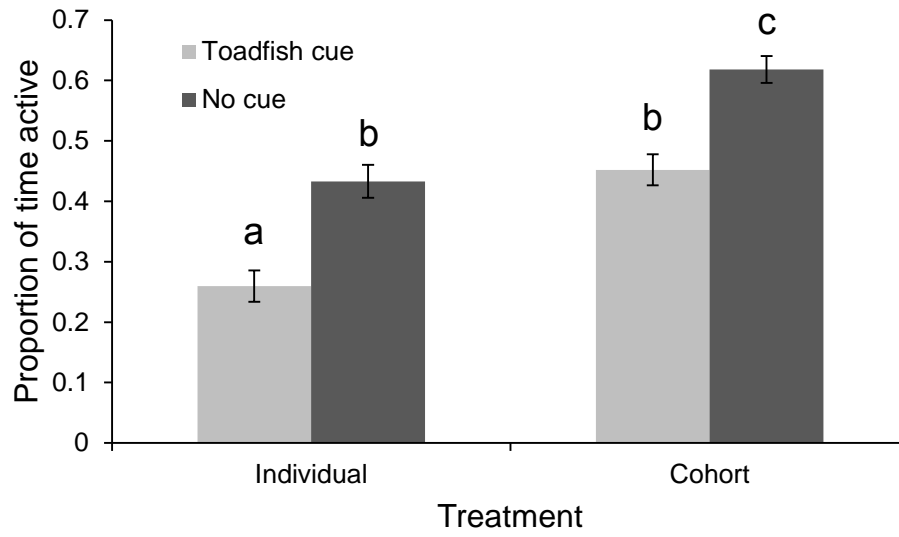 0.7
0.6
0.5
0.4
0.3
0.2
0.1
0
Proportion of time active
Toadfish cue
No cue
a
b
b
c
Individual
Cohort
Treatment